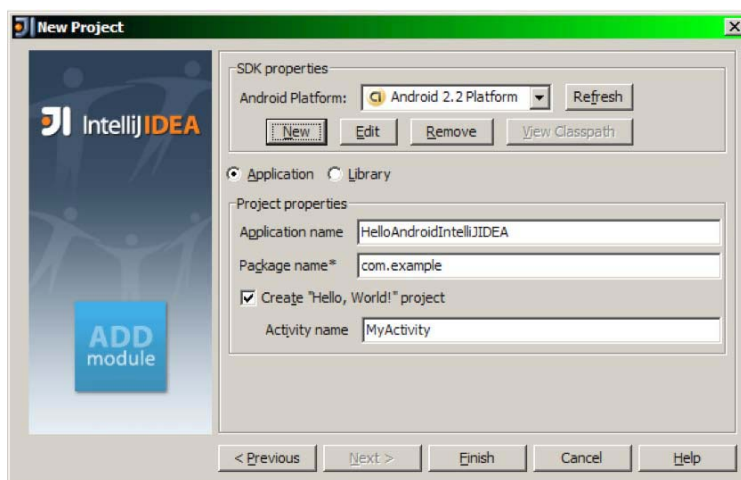 New Project
IntelliJIDEA
ADD
module
SDK properties
Android Platform: Android 2.2 Platform Refresh
New Edit Remove View Classpath
Application Library
Project properties
Application name HelloAndroidIntelliJIDEA
Package name* com.example
Create "Hello, World!" project
Activity name MyActivity
< Previous Next > Finish Cancel Help